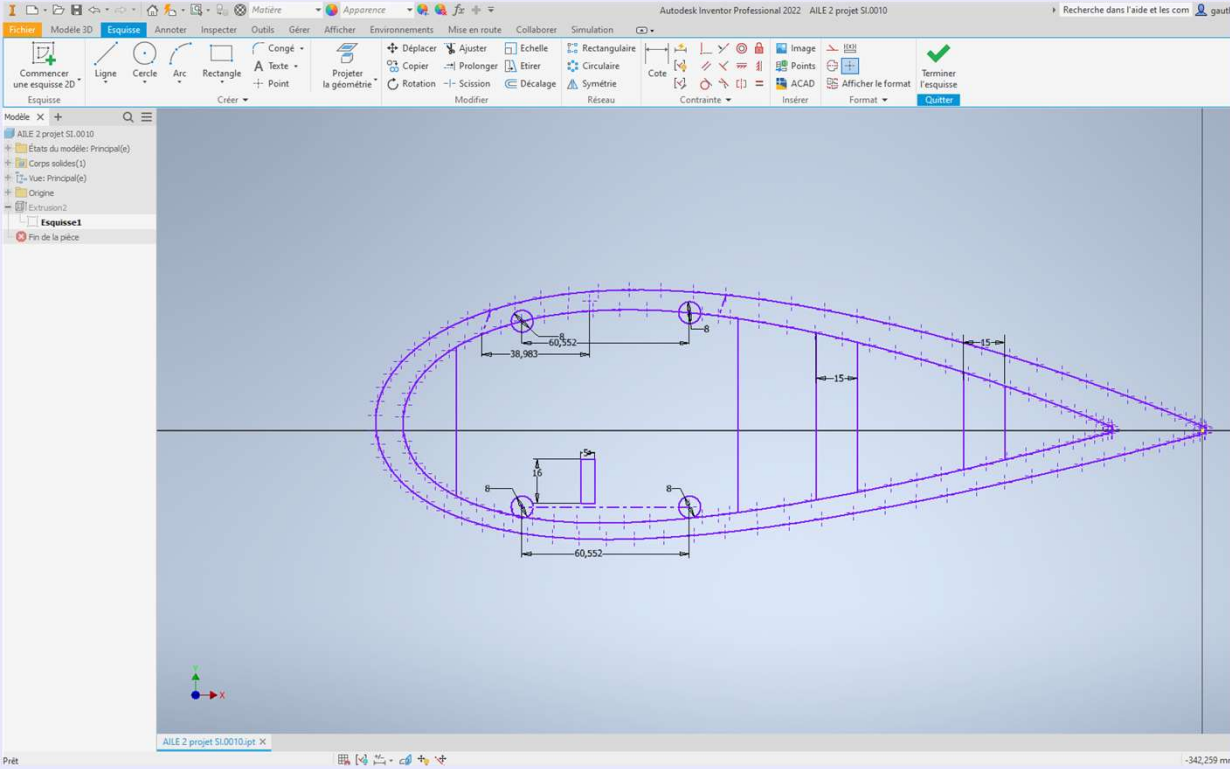 Matière
Apparence
Autodesk Inventor Professional 2022 AILE 2 projet SI.0010
Recherche dans l'aide et les com
gaut
Fichier Modèle 3D Esquisse Annoter Inspecter Outils Gérer Afficher Environnements Mise en route Collaborer Simulation
Commencer
une esquisse 2D
Ligne Cercle Arc Rectangle
Congé
Texte
Point
Projeter
la géométrie
Déplacer Ajuster Echelle
Copier Prolonger Etirer
Rotation Scission Décalage
Rectangulaire
Circulaire
Symétrie
Cote
Image
Points
ACAD
Afficher le format
Terminer
l'esquisse
Esquisse Créer Modifier Réseau Contrainte Insérer Format Quitter
Modèle
AILE 2 projet SI.0010
États du modèle: Principal(e)
Corps solides(1)
Vue: Principal(e)
Origine
Extrusion2
Esquisse1
Fin de la pièce
8
60,552
38,983
8
15
15
5
16
8
8
60,552
Y
X
AILE 2 projet SI.0010.ipt
Prêt
-342,259 m